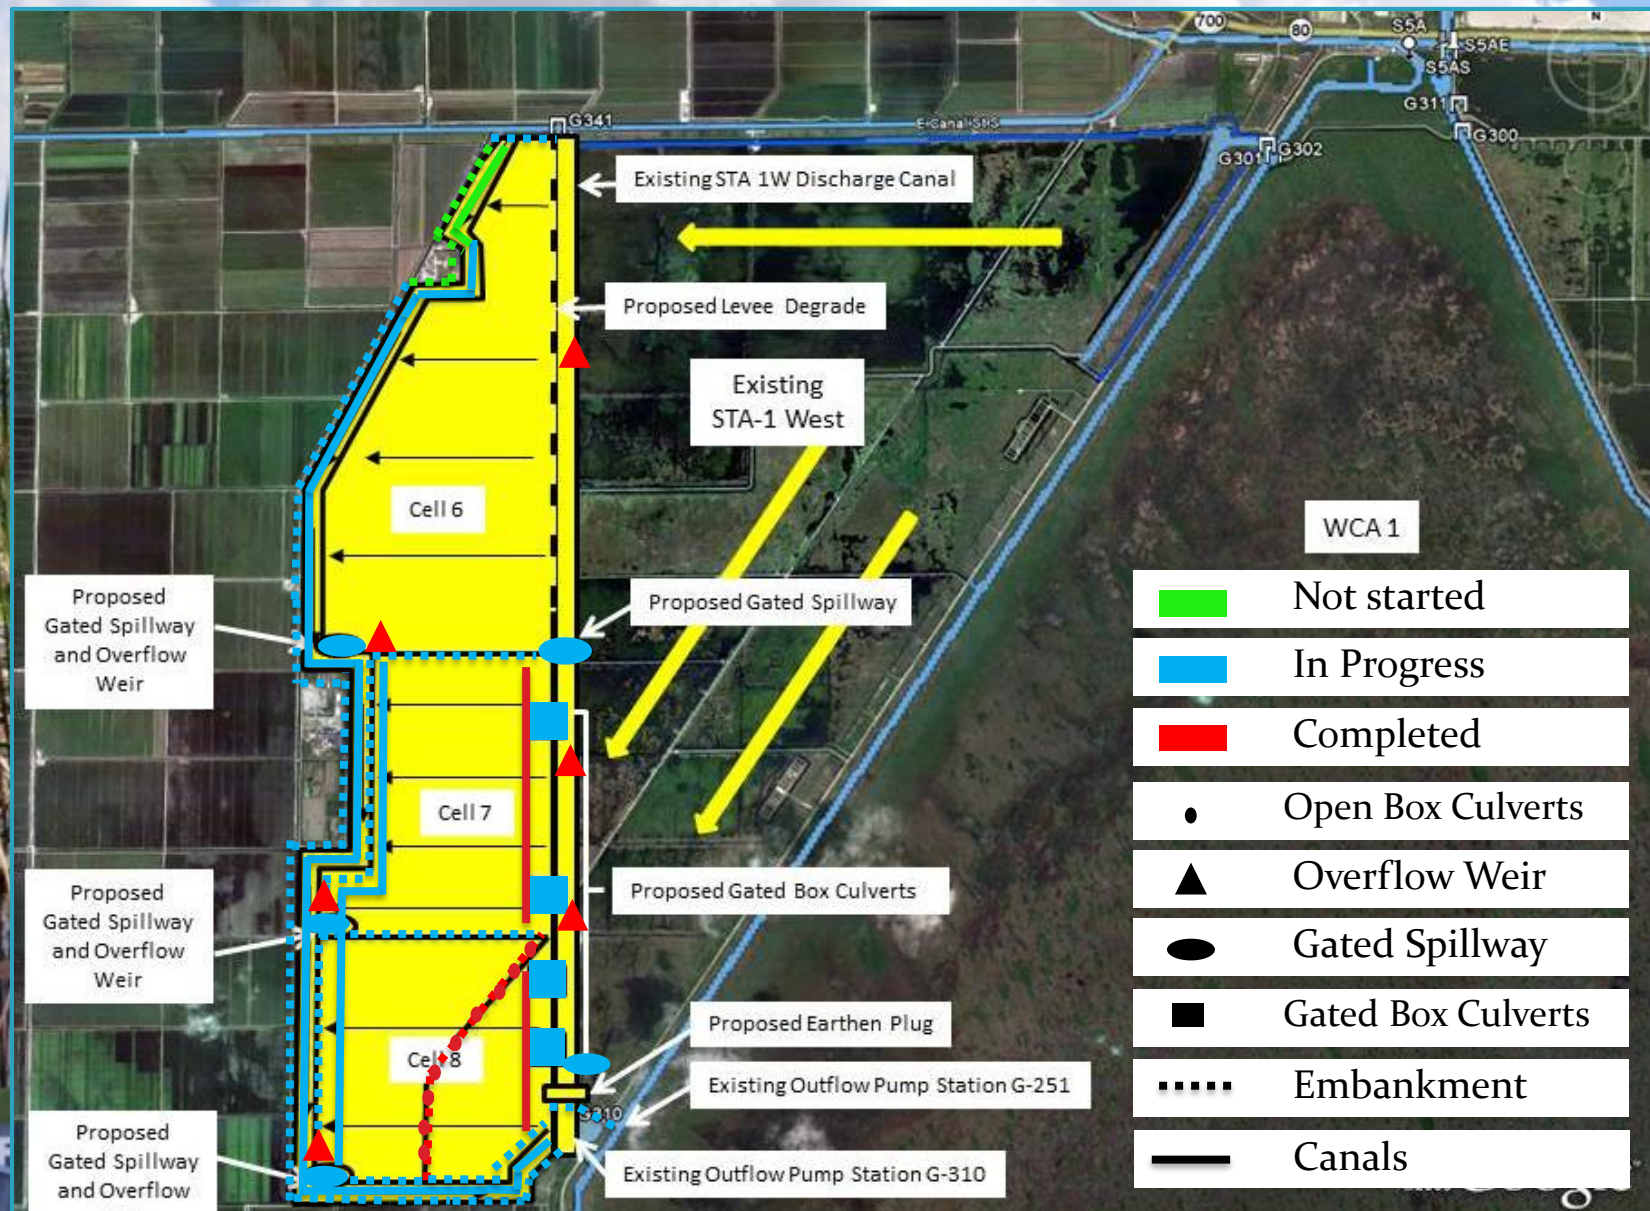 700
80
S5A
S5AE
S5AS
G311
G300
N
G341
E Canal St S
G301
G302
Existing STA 1W Discharge Canal
Proposed Levee Degrade
Existing
STA-1 West
Cell 6
WCA 1
Proposed
Gated Spillway
and Overflow
Weir
Proposed Gated Spillway
Cell 7
Proposed Gated Box Culverts
Proposed
Gated Spillway
and Overflow
Weir
Proposed Earthen Plug
Cell 8
Existing Outflow Pump Station G-251
G310
Proposed
Gated Spillway
and Overflow
Existing Outflow Pump Station G-310
Not started
In Progress
Completed
Open Box Culverts
Overflow Weir
Gated Spillway
Gated Box Culverts
Embankment
Canals
Google